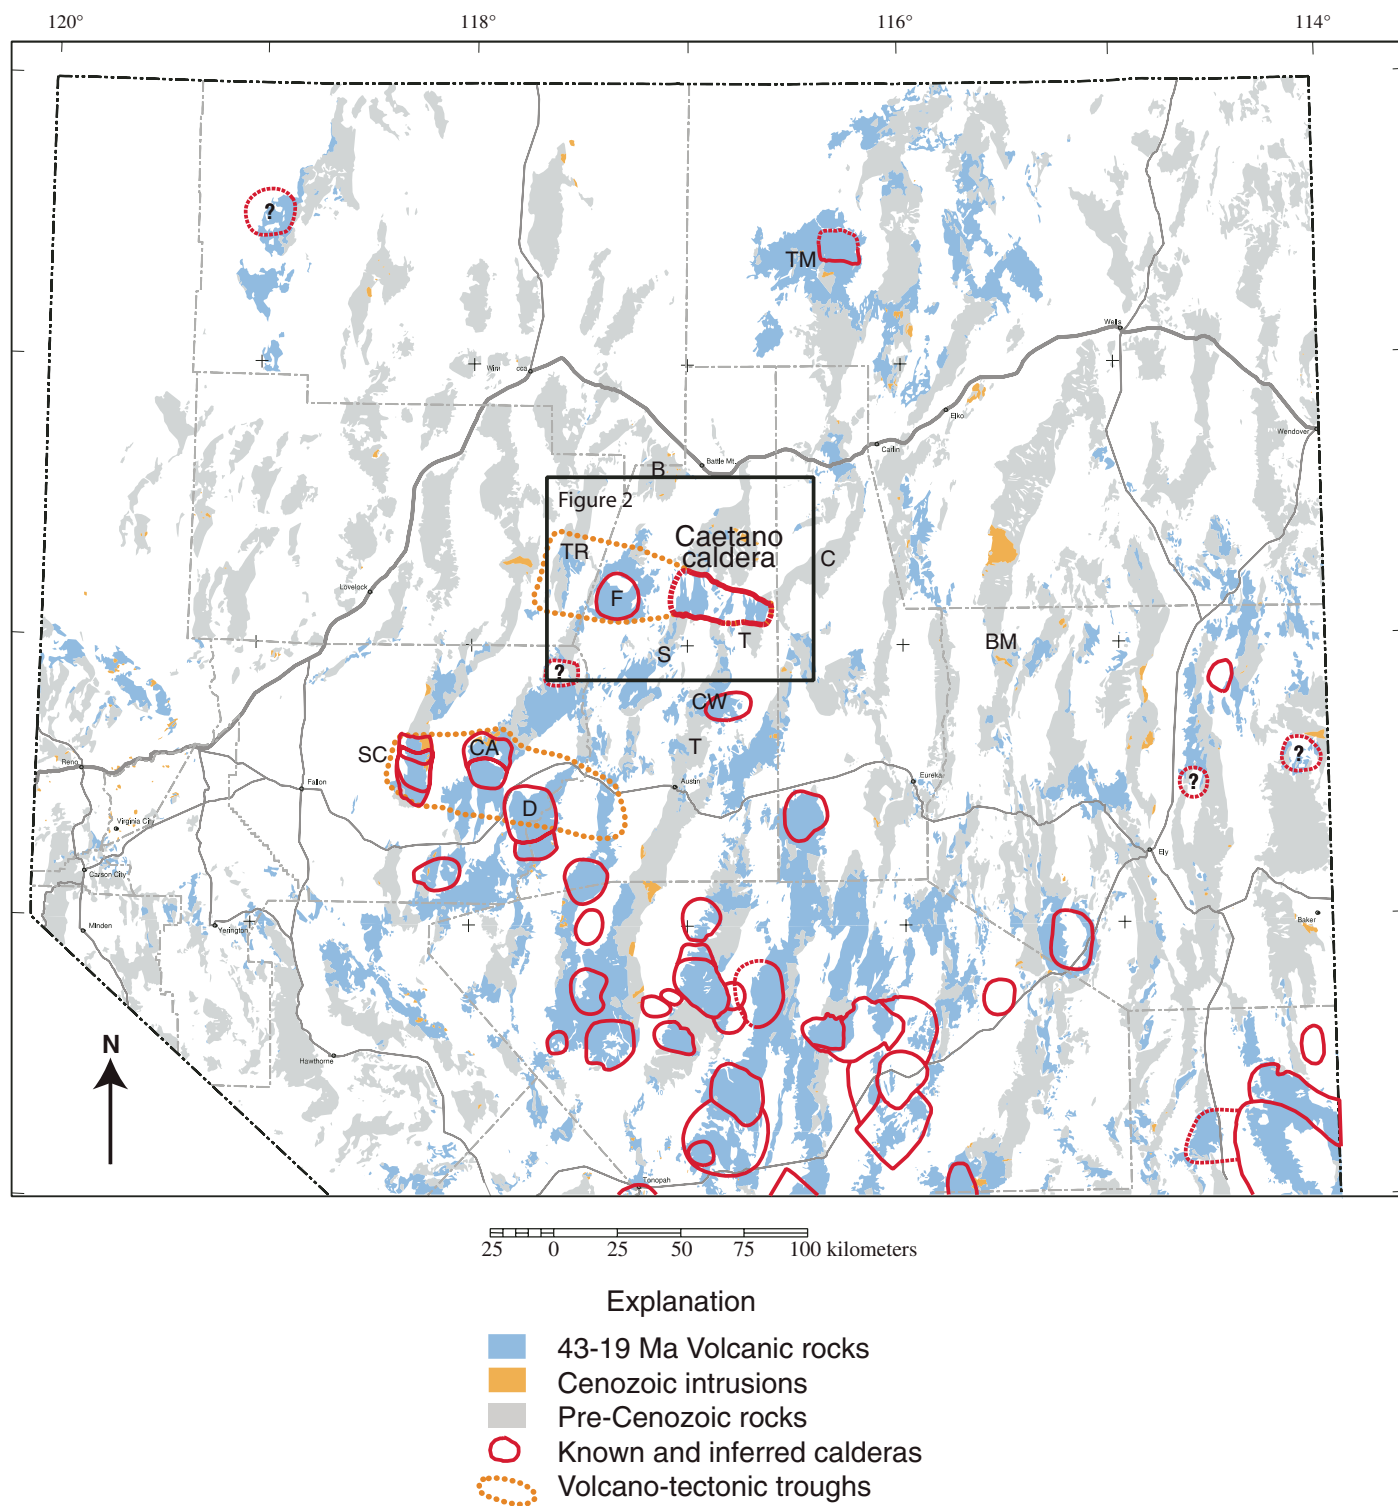 120°
118°
116°
114°
?
TM
Wells
Win cca
Elko
Wendover
Carlin
Battle Mt.
B
Figure 2
Caetano
caldera
TR
C
Lovelock
F
T
BM
S
?
CW
T
SC
CA
?
?
Reno
Eureka
Fallon
Austin
D
Virginia City
Ely
Carson City
Baker
Minden
Yerington
N
Hawthorne
Tonopah
25 0 25 50 75 100 kilometers
Explanation
43-19 Ma Volcanic rocks
Cenozoic intrusions
Pre-Cenozoic rocks
Known and inferred calderas
Volcano-tectonic troughs